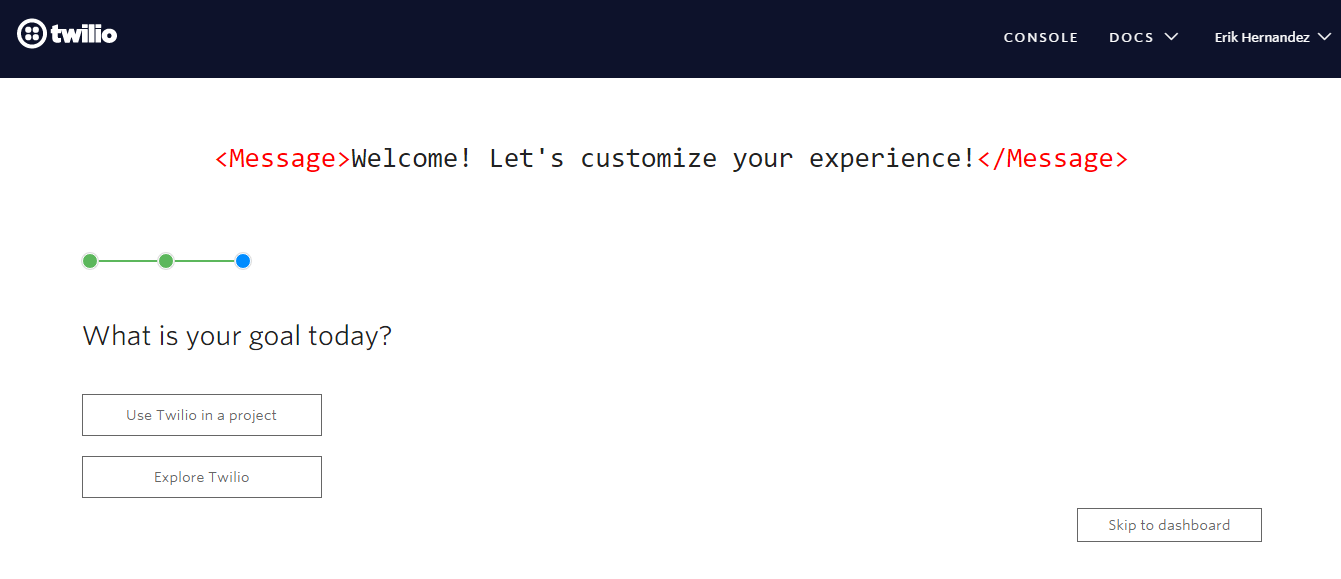 twilio
CONSOLE DOCS Erik Hernandez
<Message>Welcome! Let's customize your experience!</Message>
What is your goal today?
Use Twilio in a project
Explore Twilio
Skip to dashboard